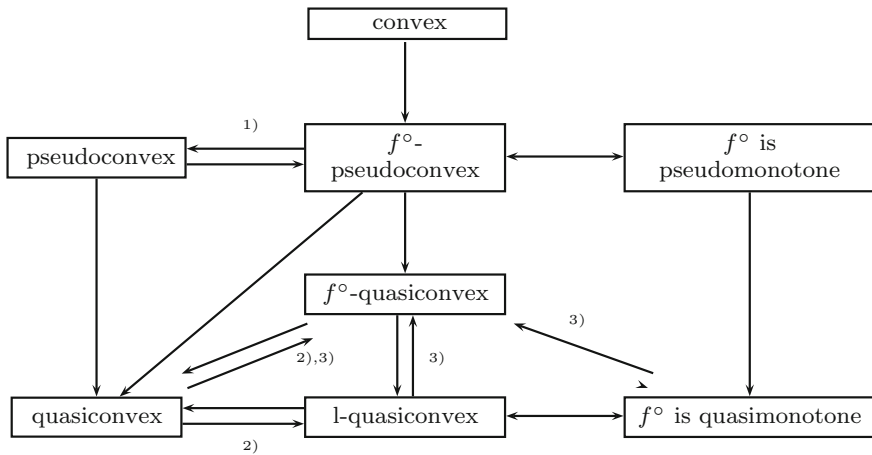 convex
1)
pseudoconvex
f°-
pseudoconvex
f° is
pseudomonotone
f°-quasiconvex
3)
2),3)
3)
quasiconvex
l-quasiconvex
f° is quasimonotone
2)